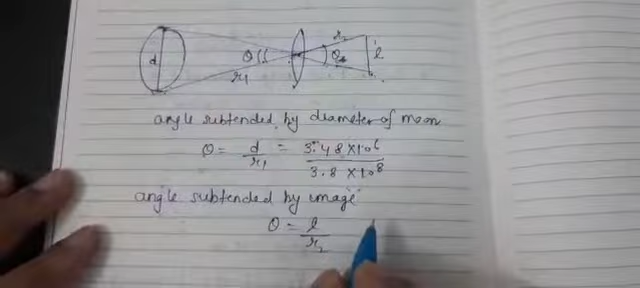 d θ r₁ r₂ θ l
angle subtended by diameter of moon
θ = d/r₁ = 3.48 × 10⁶/3.8 × 10⁸
angle subtended by image
θ = l/r₂